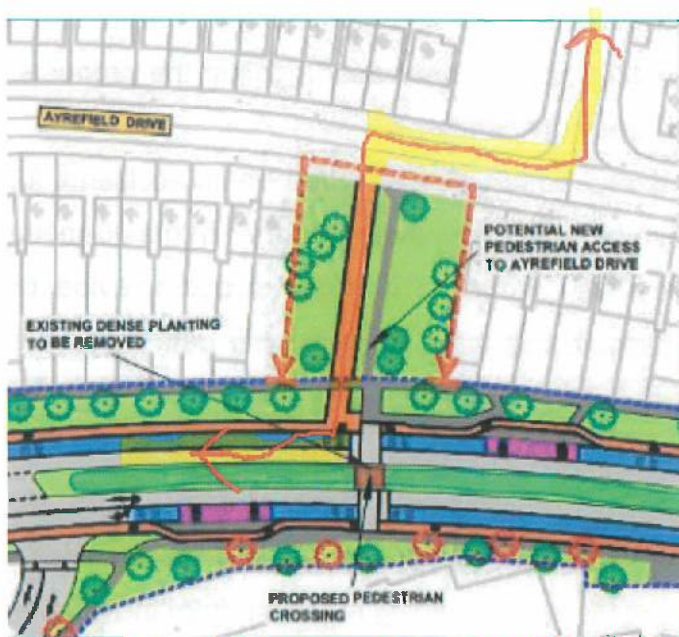 AYREFIELD DRIVE
POTENTIAL NEW
PEDESTRIAN ACCESS
TO AYREFIELD DRIVE
EXISTING DENSE PLANTING
TO BE REMOVED
PROPOSED PEDESTRIAN
CROSSING